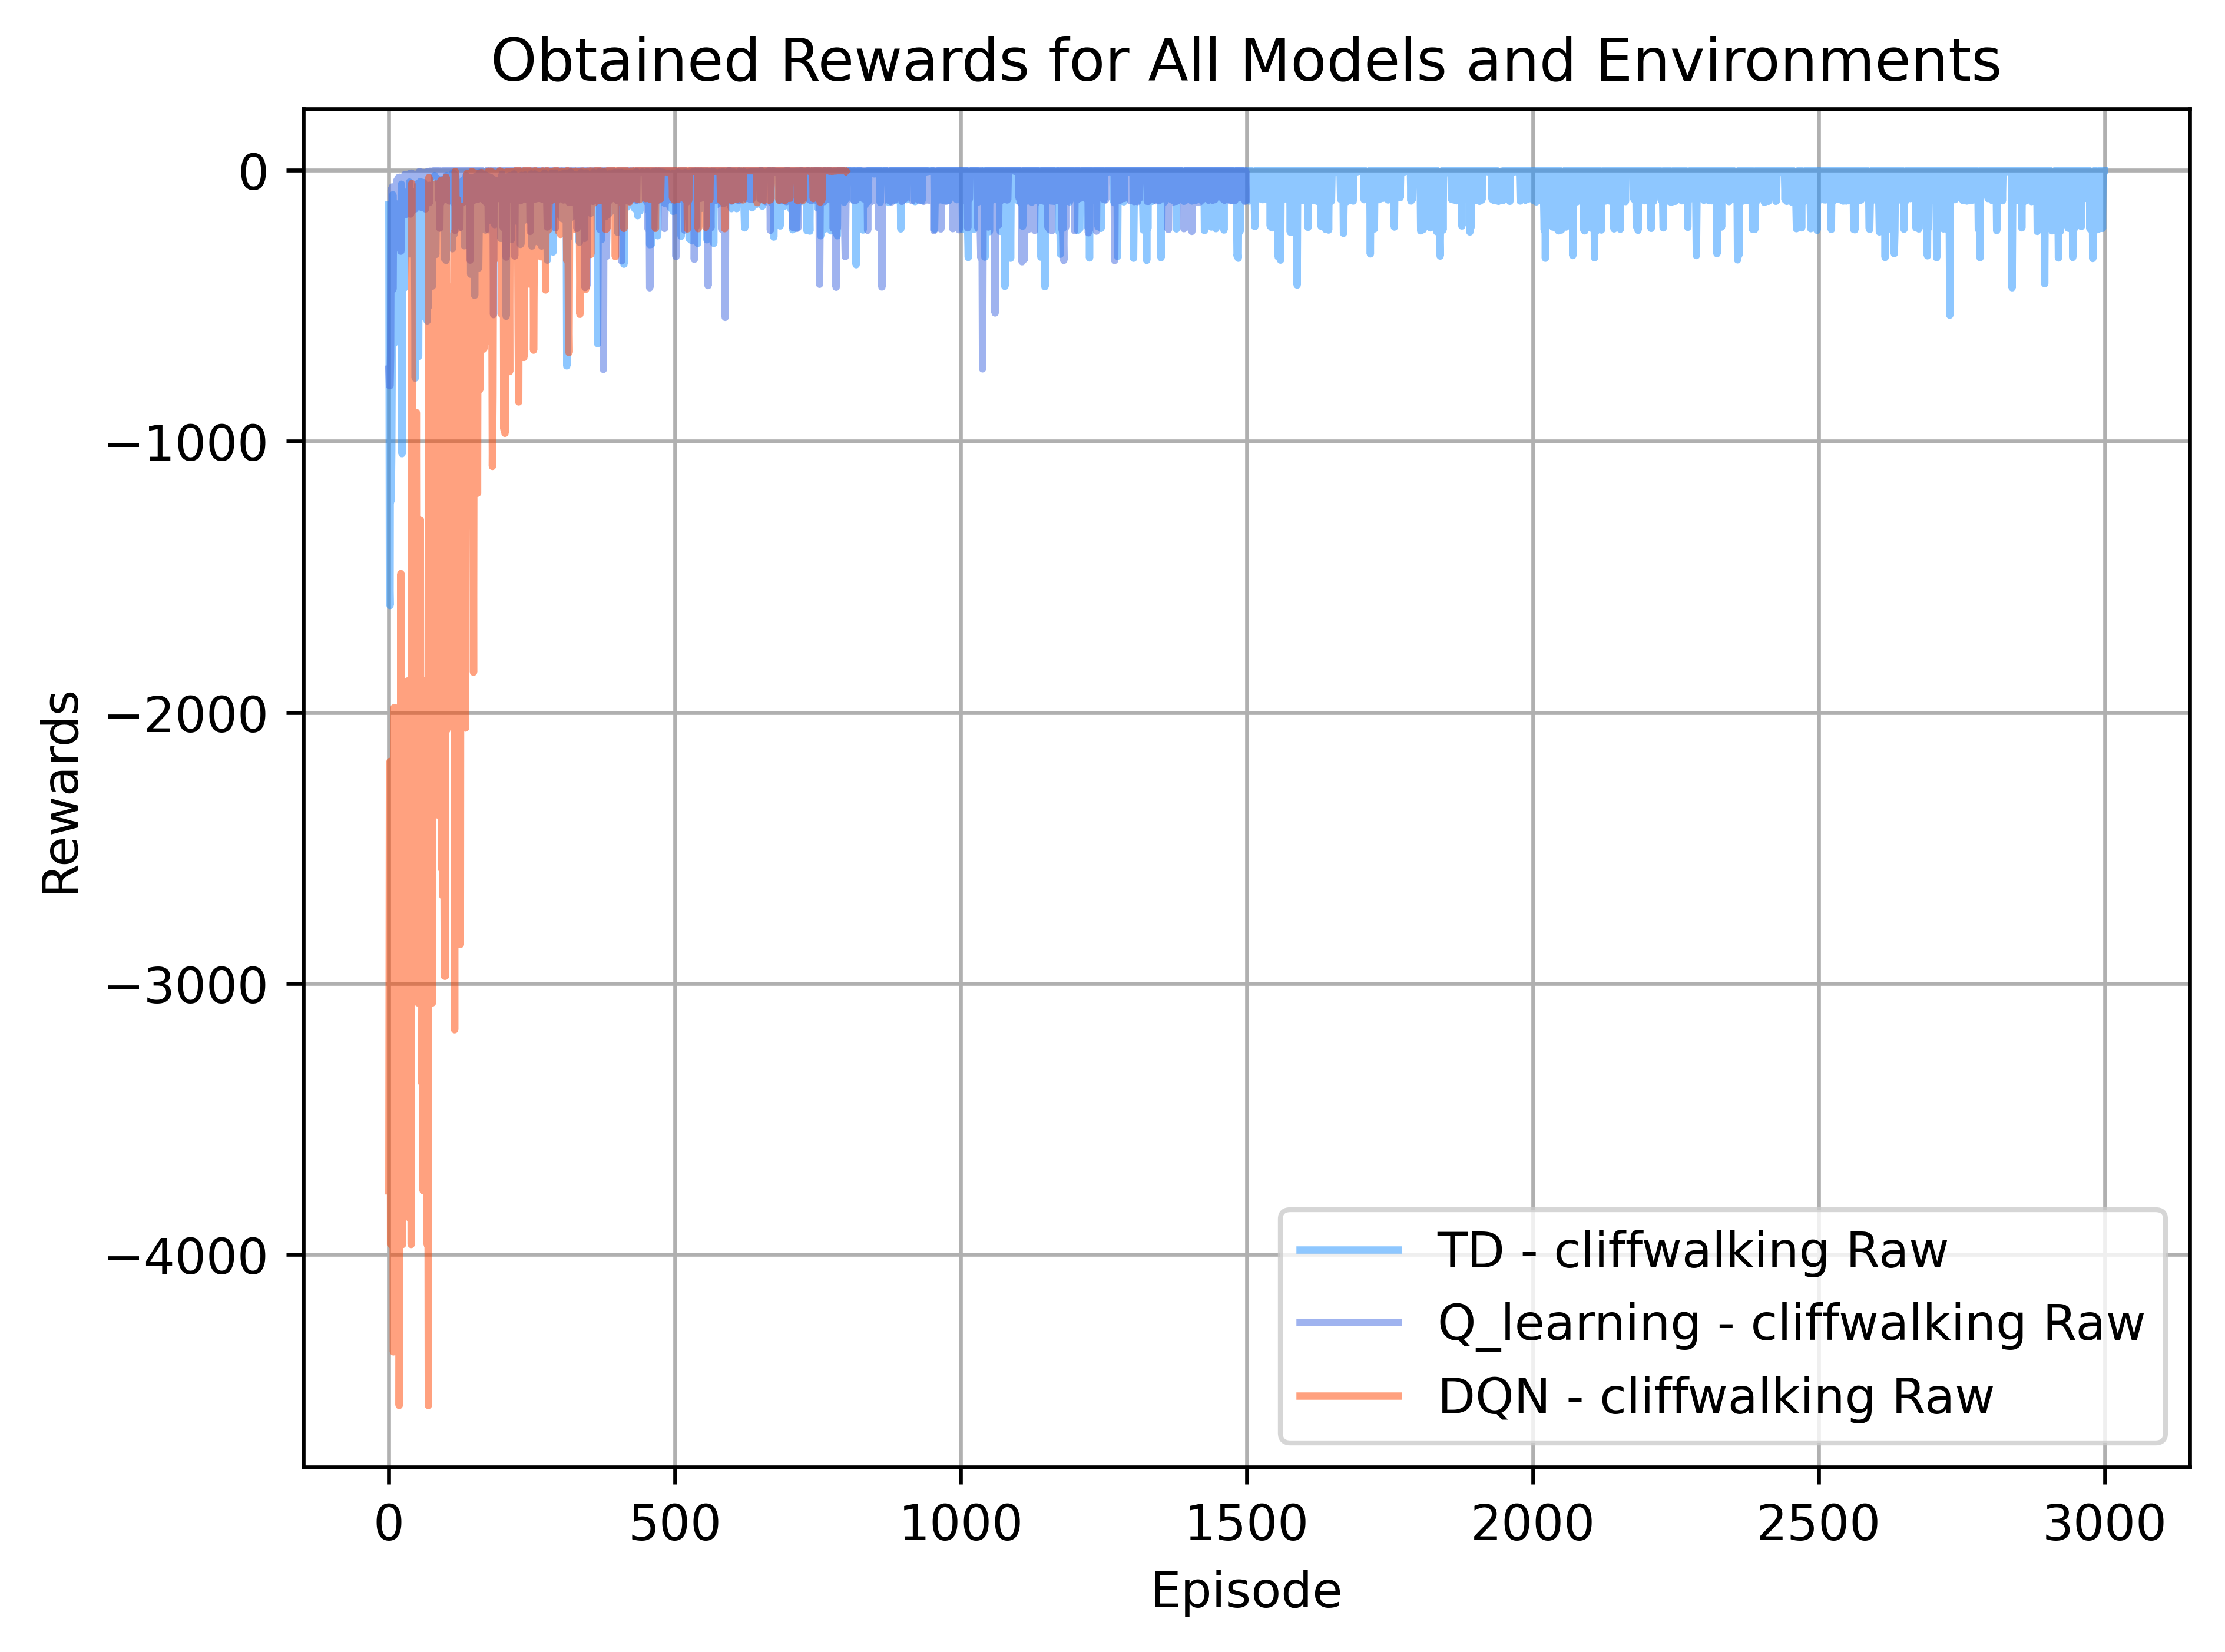 Obtained Rewards for All Models and Environments
0
−1000
−2000
−3000
−4000
Rewards
TD - cliffwalking Raw
Q_learning - cliffwalking Raw
DQN - cliffwalking Raw
0 500 1000 1500 2000 2500 3000
Episode